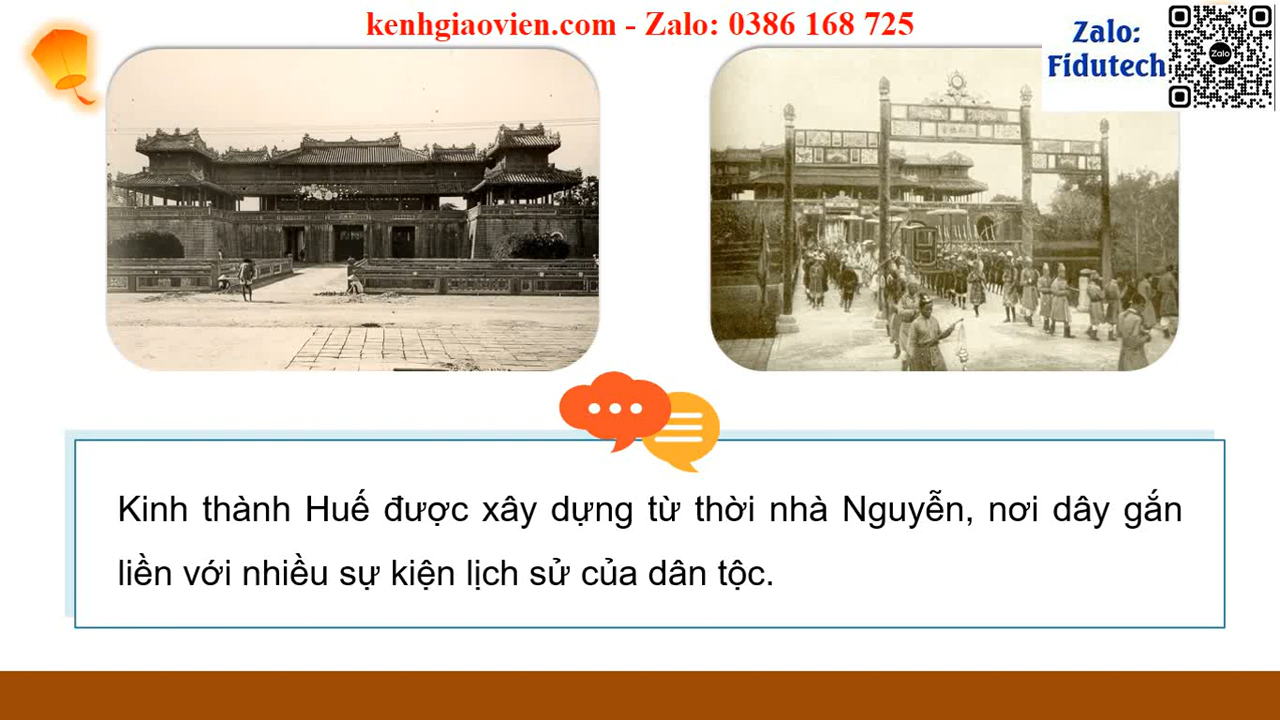 kenhgiaovien.com - Zalo: 0386 168 725
Zalo:
Fidutech
Zalo
Kinh thành Huế được xây dựng từ thời nhà Nguyễn, nơi dây gắn
liền với nhiều sự kiện lịch sử của dân tộc.